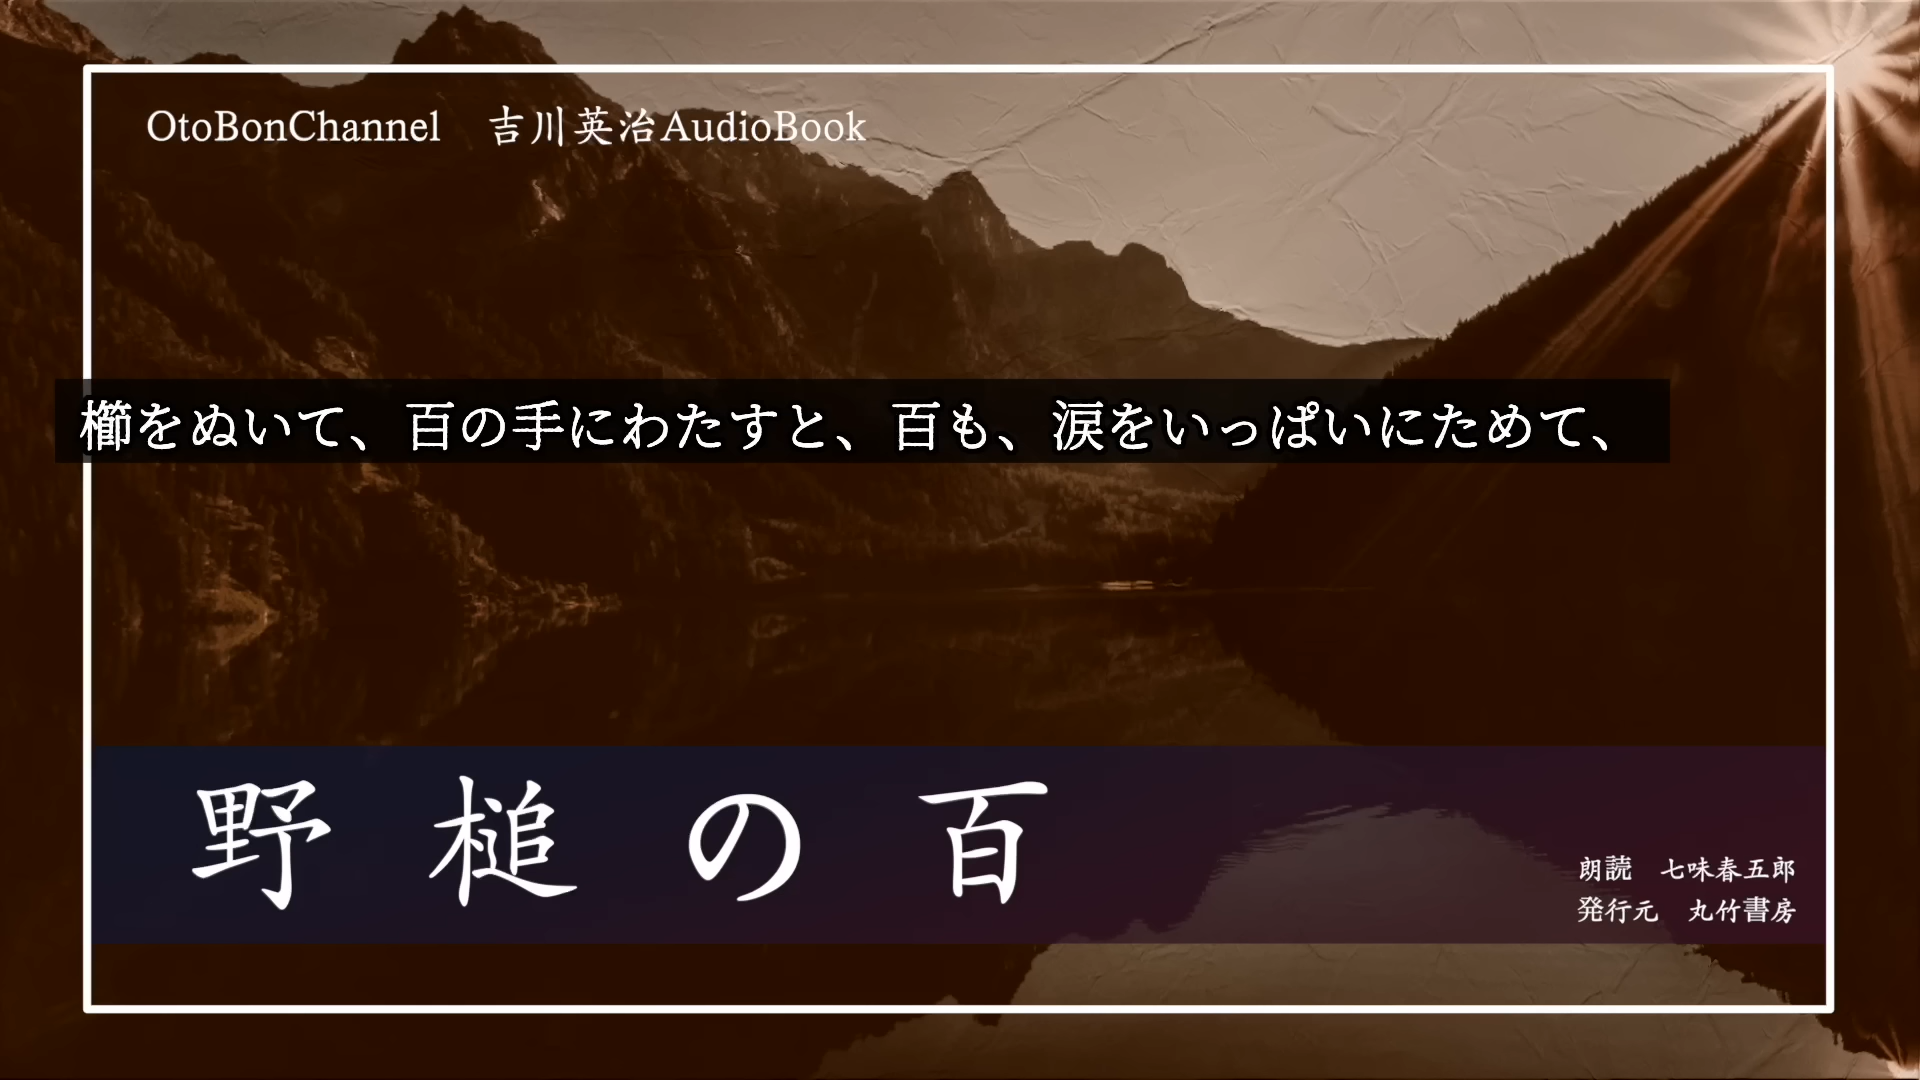 OtoBonChannel　吉川英治AudioBook
櫛をぬいて、百の手にわたすと、百も、涙をいっぱいにためて、
野槌の百
朗読　七味春五郎
発行元　丸竹書房